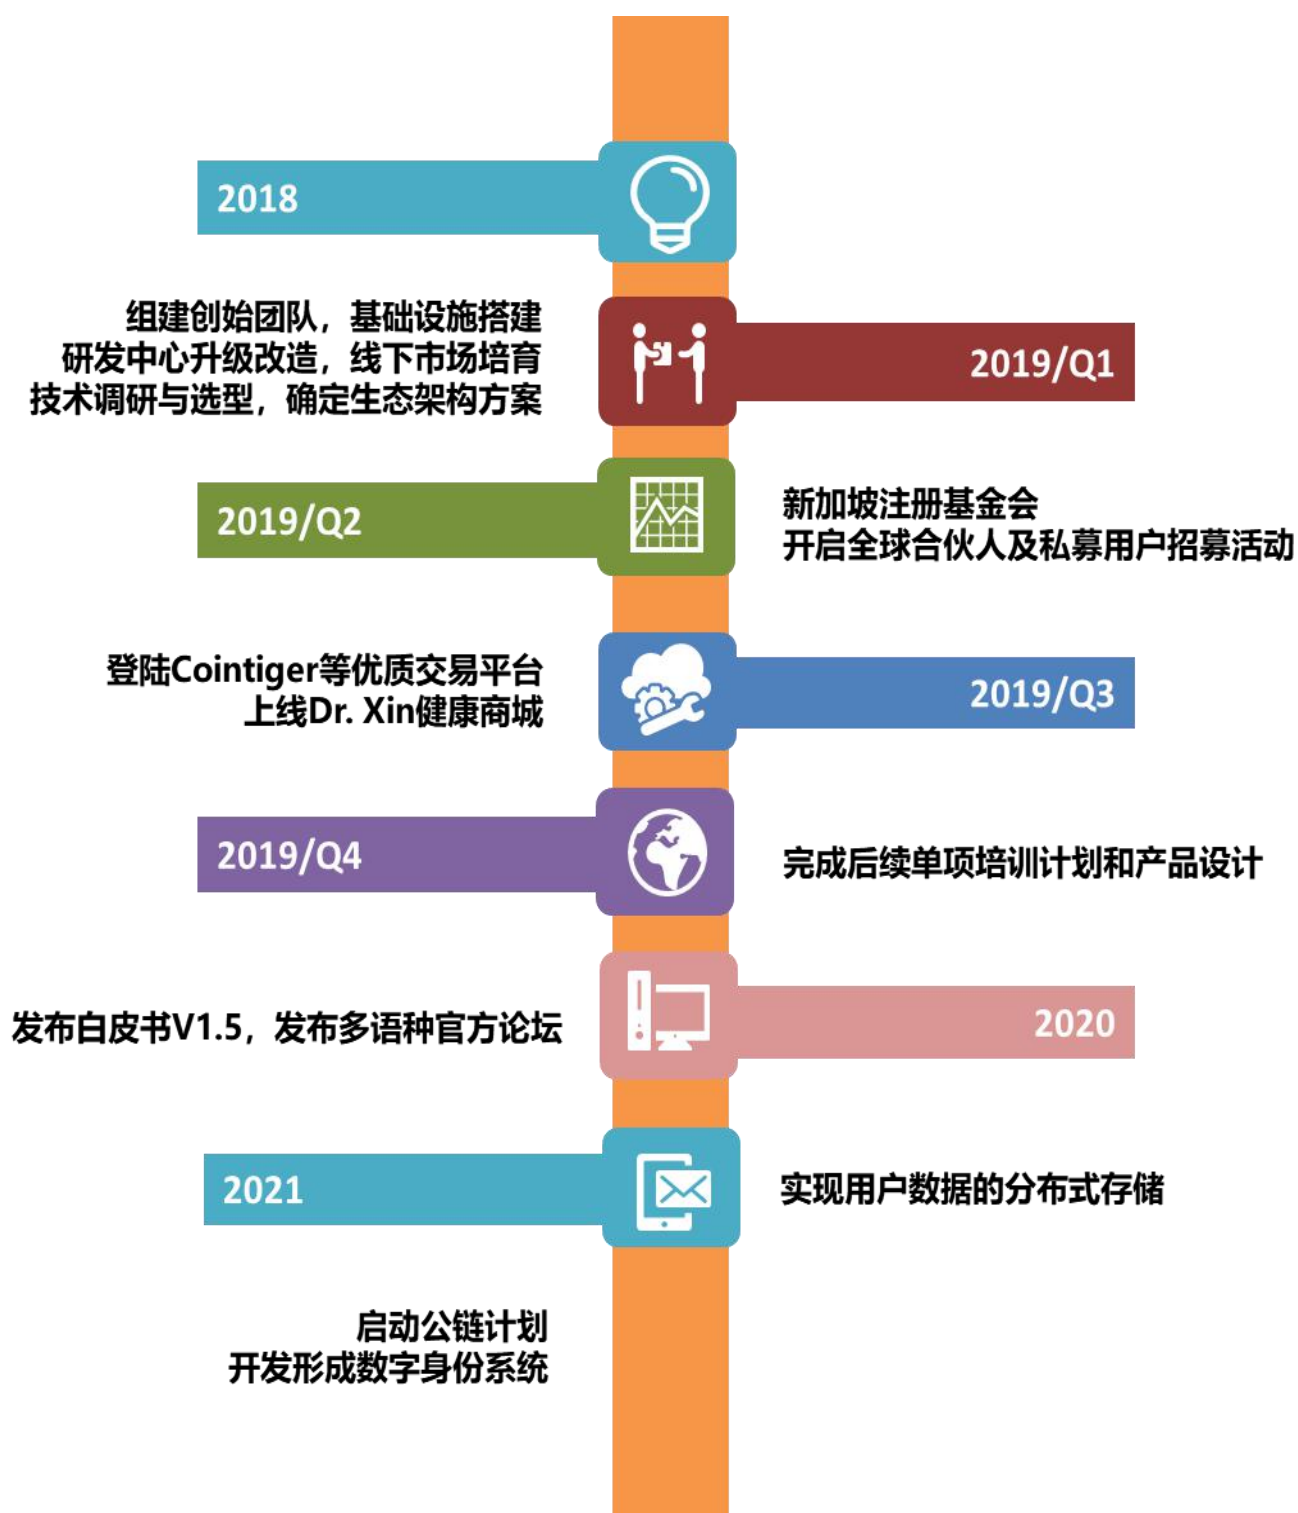 2018
组建创始团队，基础设施搭建
研发中心升级改造，线下市场培育
技术调研与选型，确定生态架构方案
2019/Q1
新加坡注册基金会
开启全球合伙人及私募用户招募活动
2019/Q2
登陆Cointiger等优质交易平台
上线Dr. Xin健康商城
2019/Q3
完成后续单项培训计划和产品设计
2019/Q4
发布白皮书V1.5，发布多语种官方论坛
2020
实现用户数据的分布式存储
2021
启动公链计划
开发形成数字身份系统